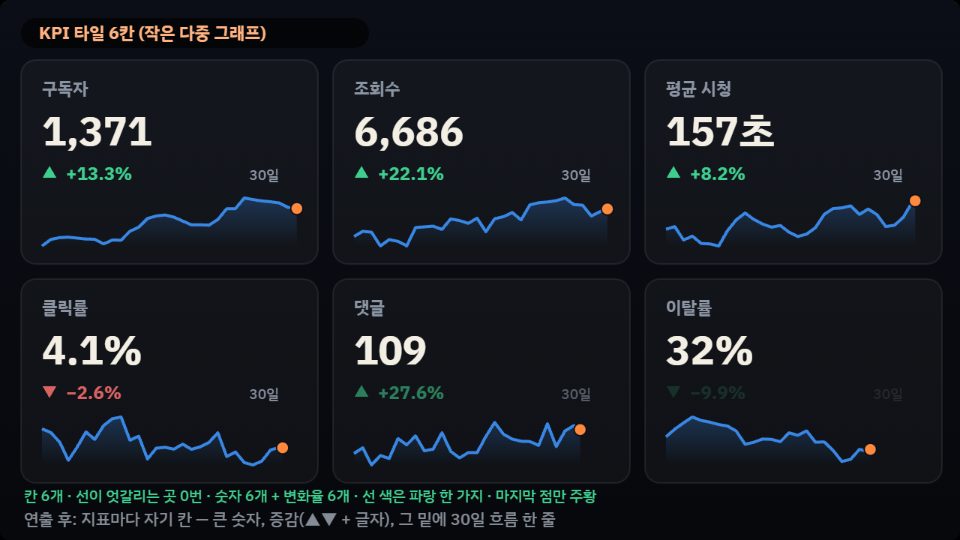 KPI 타일 6칸 (작은 다중 그래프)
구독자
1,371
▲ +13.3%
30일
조회수
6,686
▲ +22.1%
30일
평균 시청
157초
▲ +8.2%
30일
클릭률
4.1%
▼ −2.6%
30일
댓글
109
▲ +27.6%
30일
이탈률
32%
▼ −9.9%
30일
칸 6개 · 선이 엇갈리는 곳 0번 · 숫자 6개 + 변화율 6개 · 선 색은 파랑 한 가지 · 마지막 점만 주황
연출 후: 지표마다 자기 칸 — 큰 숫자, 증감(▲▼ + 글자), 그 밑에 30일 흐름 한 줄